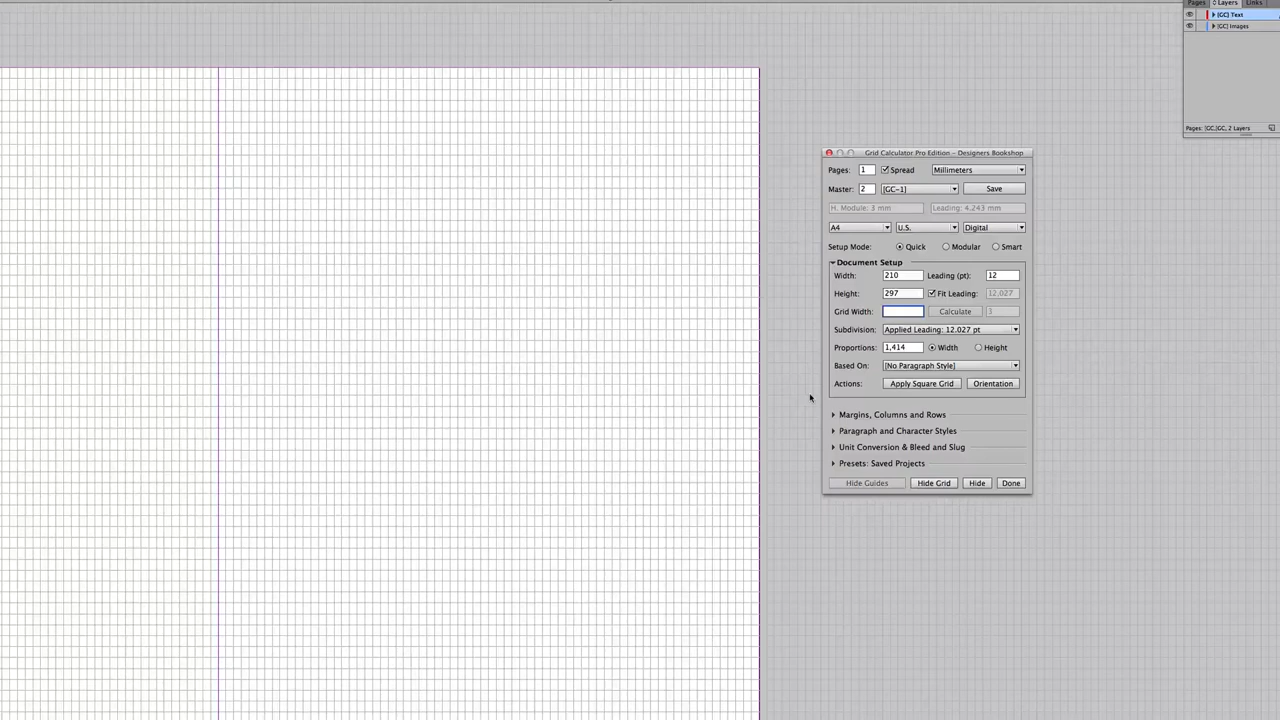 Pages Layers Links
[GC] Text
[GC] Images
Pages: [GC,[GC, 2 Layers
Grid Calculator Pro Edition – Designers Bookshop
Pages: 1 Spread Millimeters
Master: 2 [GC-1] Save
H. Module: 3 mm Leading: 4.243 mm
A4 U.S. Digital
Setup Mode: Quick Modular Smart
Document Setup
Width: 210 Leading (pt): 12
Height: 297 Fit Leading: 12,027
Grid Width: Calculate 3
Subdivision: Applied Leading: 12.027 pt
Proportions: 1,414 Width Height
Based On: [No Paragraph Style]
Actions: Apply Square Grid Orientation
Margins, Columns and Rows
Paragraph and Character Styles
Unit Conversion & Bleed and Slug
Presets: Saved Projects
Hide Guides Hide Grid Hide Done